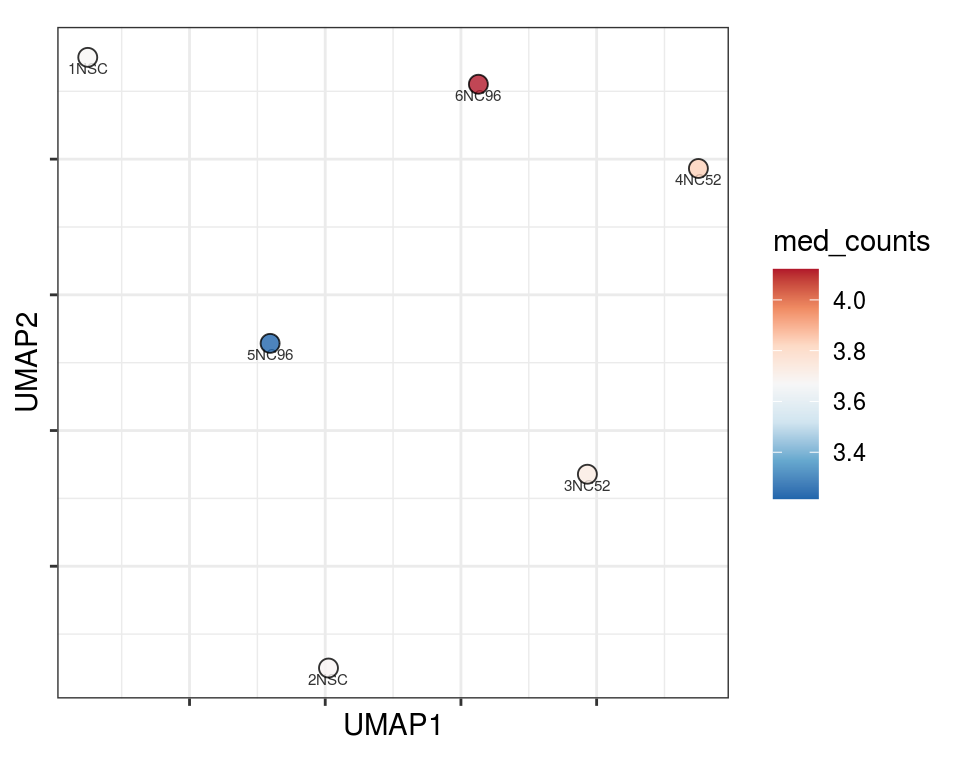 1NSC
6NC96
4NC52
5NC96
3NC52
2NSC
UMAP1
UMAP2
med_counts
4.0
3.8
3.6
3.4